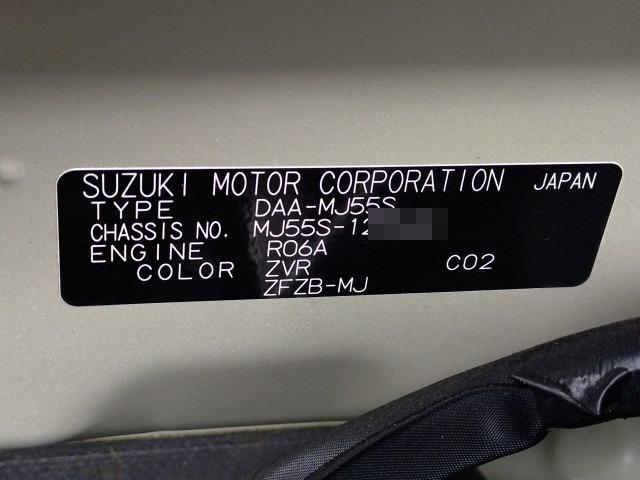 SUZUKI MOTOR CORPORATION JAPAN
TYPE DAA-MJ55S
CHASSIS NO. MJ55S-12
ENGINE R06A
COLOR ZVR C02
ZFZB-MJ